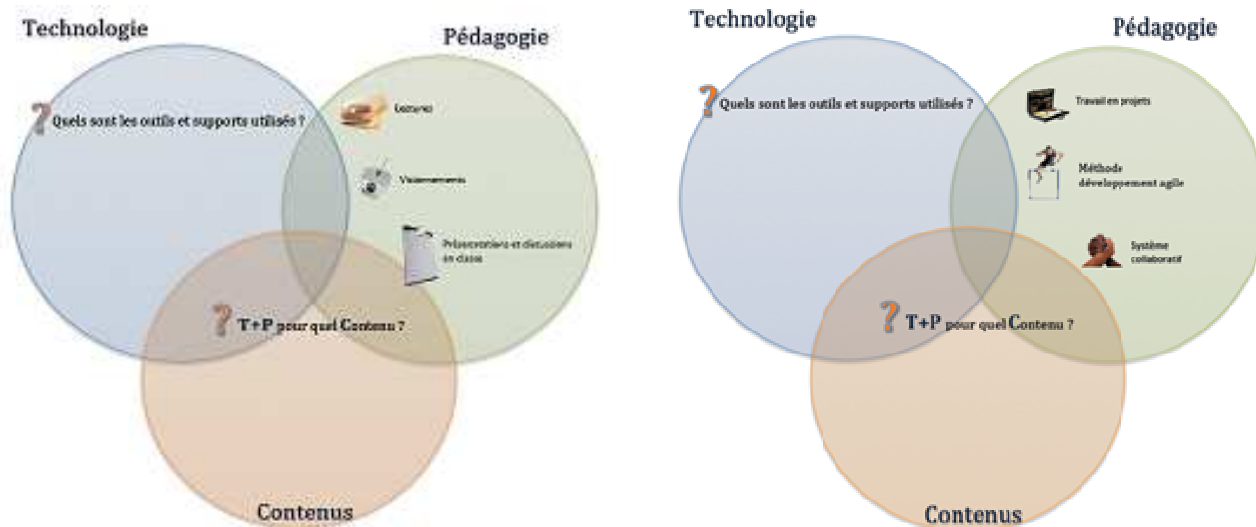 Technologie
Pédagogie
Quels sont les outils et supports utilisés ?
Lectures
Visionnements
Présentations et discussions
en classe
T+P pour quel Contenu ?
Contenus
Technologie
Pédagogie
Quels sont les outils et supports utilisés ?
Travail en projets
Méthods
développement agile
Système
collaboratif
T+P pour quel Contenu ?
Contenus